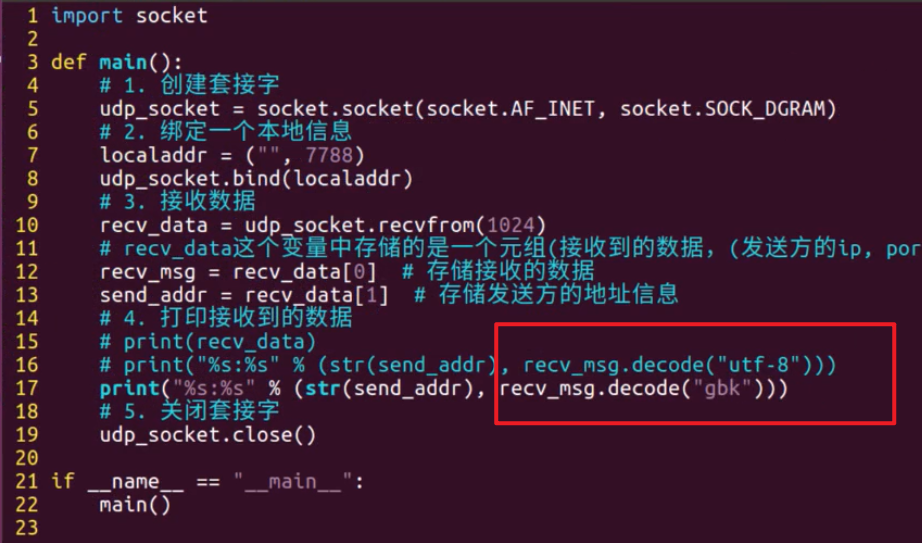 1 import socket
2
3 def main():
4     # 1. 创建套接字
5     udp_socket = socket.socket(socket.AF_INET, socket.SOCK_DGRAM)
6     # 2. 绑定一个本地信息
7     localaddr = ("", 7788)
8     udp_socket.bind(localaddr)
9     # 3. 接收数据
10     recv_data = udp_socket.recvfrom(1024)
11     # recv_data这个变量中存储的是一个元组(接收到的数据，(发送方的ip, por
12     recv_msg = recv_data[0]  # 存储接收的数据
13     send_addr = recv_data[1]  # 存储发送方的地址信息
14     # 4. 打印接收到的数据
15     # print(recv_data)
16     # print("%s:%s" % (str(send_addr), recv_msg.decode("utf-8")))
17     print("%s:%s" % (str(send_addr), recv_msg.decode("gbk")))
18     # 5. 关闭套接字
19     udp_socket.close()
20
21 if __name__ == "__main__":
22     main()
23